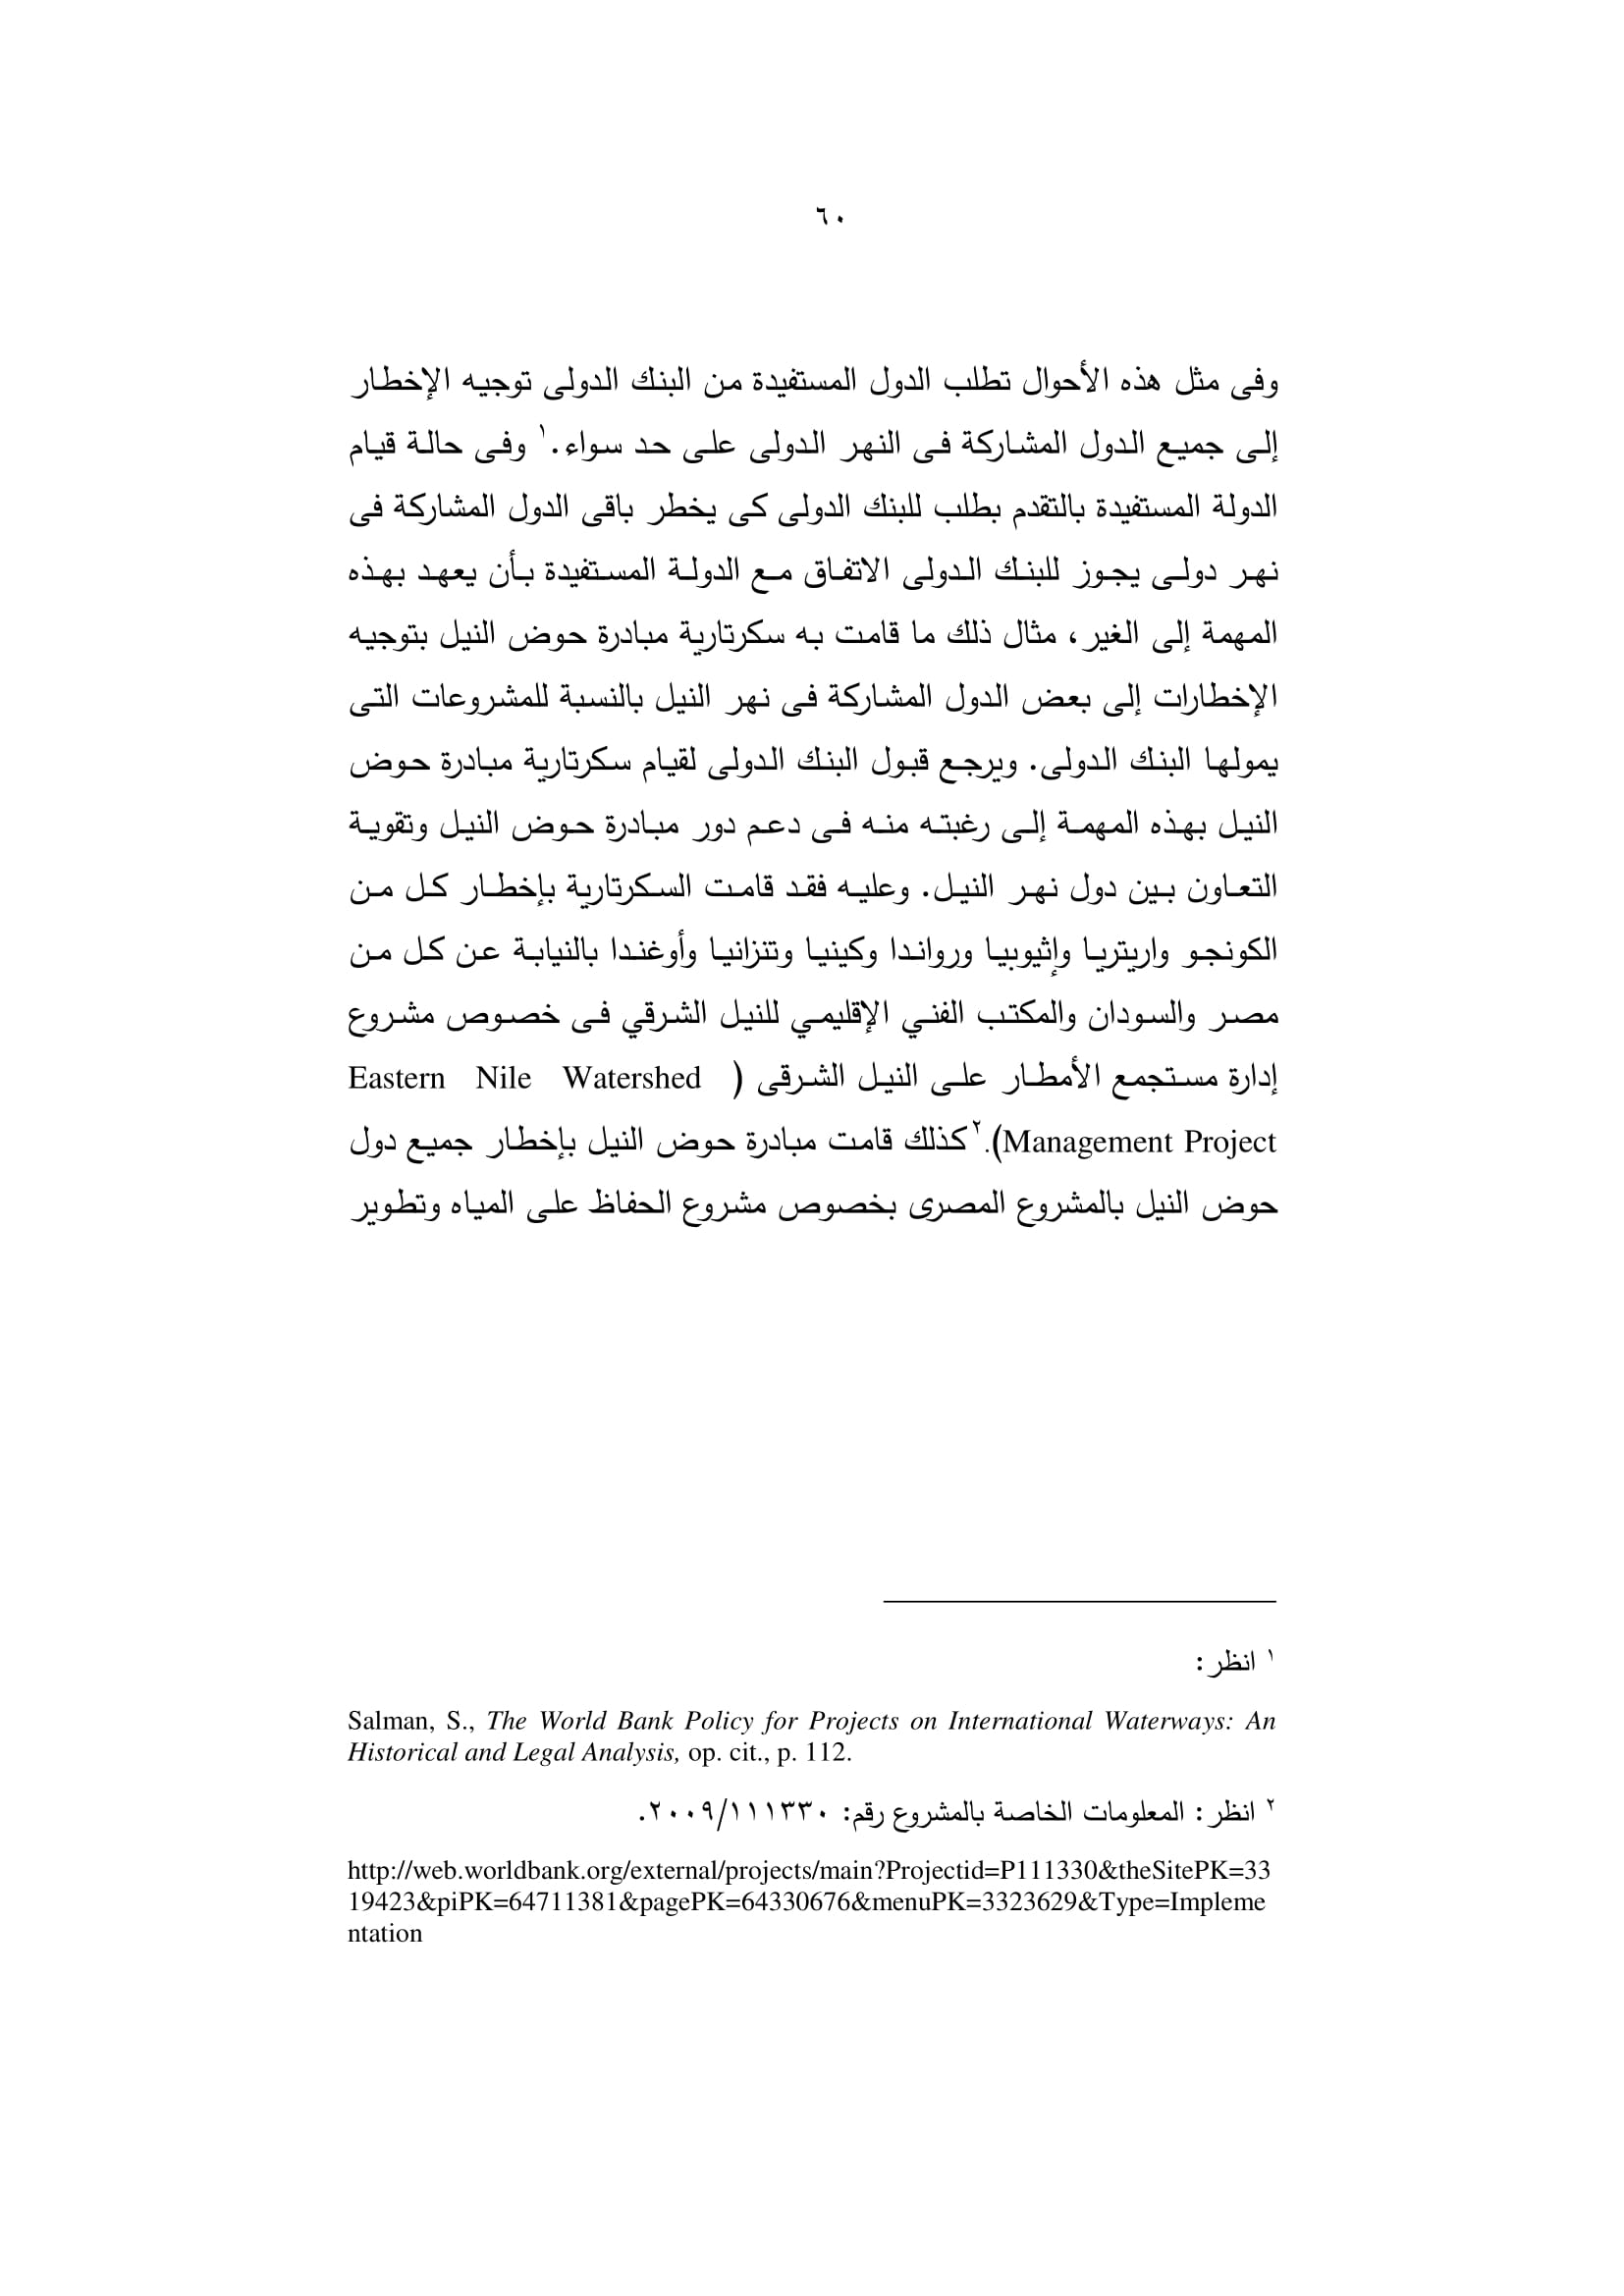 ٦٠
وفى مثل هذه الأحوال تطلب الدول المستفيدة من البنك الدولى توجيه الإخطار
إلى جميع الدول المشاركة فى النهر الدولى على حد سواء.١ وفى حالة قيام
الدولة المستفيدة بالتقدم بطلب للبنك الدولى كى يخطر باقى الدول المشاركة فى
نهر دولى يجوز للبنك الدولى الاتفاق مع الدولة المستفيدة بأن يعهد بهذه
المهمة إلى الغير، مثال ذلك ما قامت به سكرتارية مبادرة حوض النيل بتوجيه
الإخطارات إلى بعض الدول المشاركة فى نهر النيل بالنسبة للمشروعات التى
يمولها البنك الدولى. ويرجع قبول البنك الدولى لقيام سكرتارية مبادرة حوض
النيل بهذه المهمة إلى رغبته منه فى دعم دور مبادرة حوض النيل وتقوية
التعاون بين دول نهر النيل. وعليه فقد قامت السكرتارية بإخطار كل من
الكونجو واريتريا وإثيوبيا ورواندا وكينيا وتنزانيا وأوغندا بالنيابة عن كل من
مصر والسودان والمكتب الفني الإقليمي للنيل الشرقي فى خصوص مشروع
إدارة مستجمع الأمطار على النيل الشرقى (Eastern Nile Watershed
Management Project).٢ كذلك قامت مبادرة حوض النيل بإخطار جميع دول
حوض النيل بالمشروع المصرى بخصوص مشروع الحفاظ على المياه وتطوير
١ انظر:
Salman, S., The World Bank Policy for Projects on International Waterways: An
Historical and Legal Analysis, op. cit., p. 112.
٢ انظر: المعلومات الخاصة بالمشروع رقم: ٢٠٠٩/١١١٣٣٠.
http://web.worldbank.org/external/projects/main?Projectid=P111330&theSitePK=33
19423&piPK=64711381&pagePK=64330676&menuPK=3323629&Type=Impleme
ntation